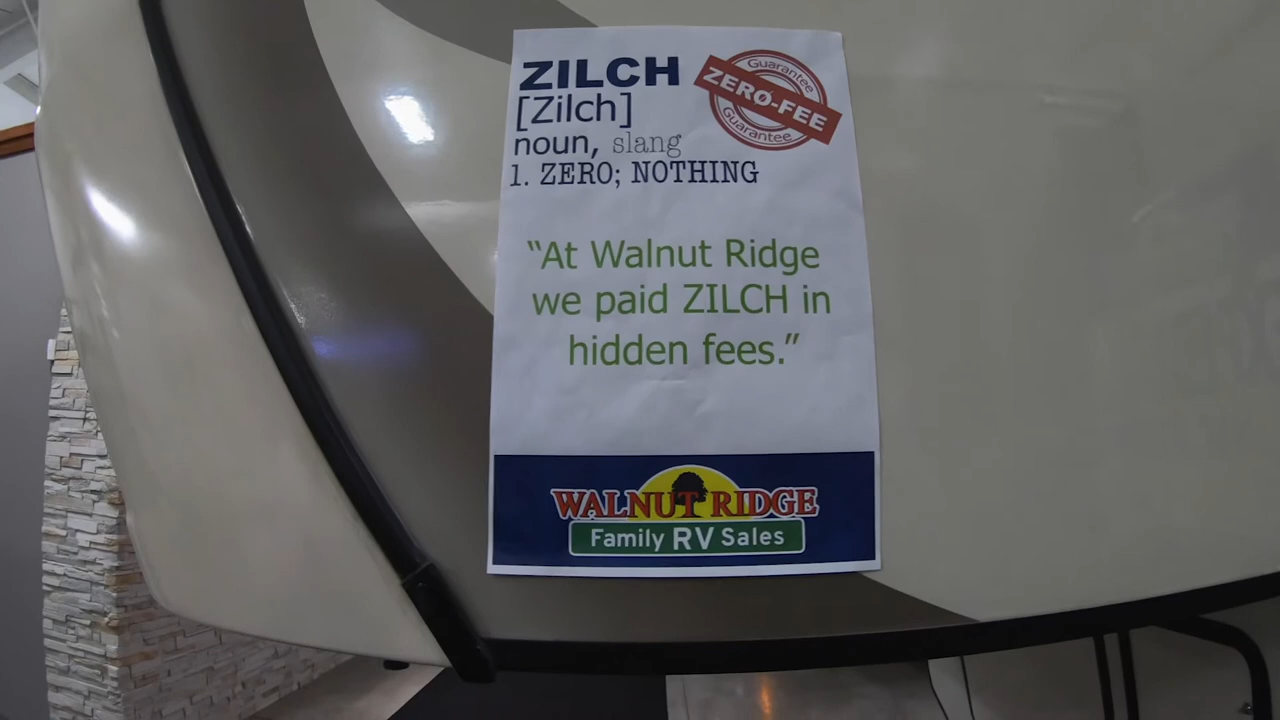 ZILCH
[Zilch]
noun, slang
1. ZERO; NOTHING
Guarantee
ZERO-FEE
Guarantee
“At Walnut Ridge
we paid ZILCH in
hidden fees.”
WALNUT RIDGE
Family RV Sales